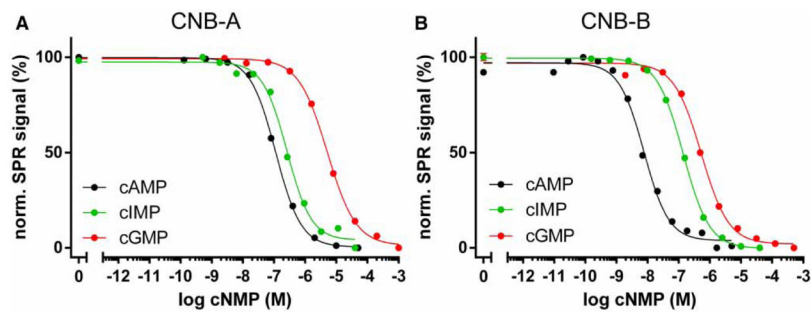 A CNB-A
norm. SPR signal (%)
100
50
0
cAMP
cIMP
cGMP
0 -12 -11 -10 -9 -8 -7 -6 -5 -4 -3
log cNMP (M)
B CNB-B
norm. SPR signal (%)
100
50
0
cAMP
cIMP
cGMP
0 -12 -11 -10 -9 -8 -7 -6 -5 -4 -3
log cNMP (M)